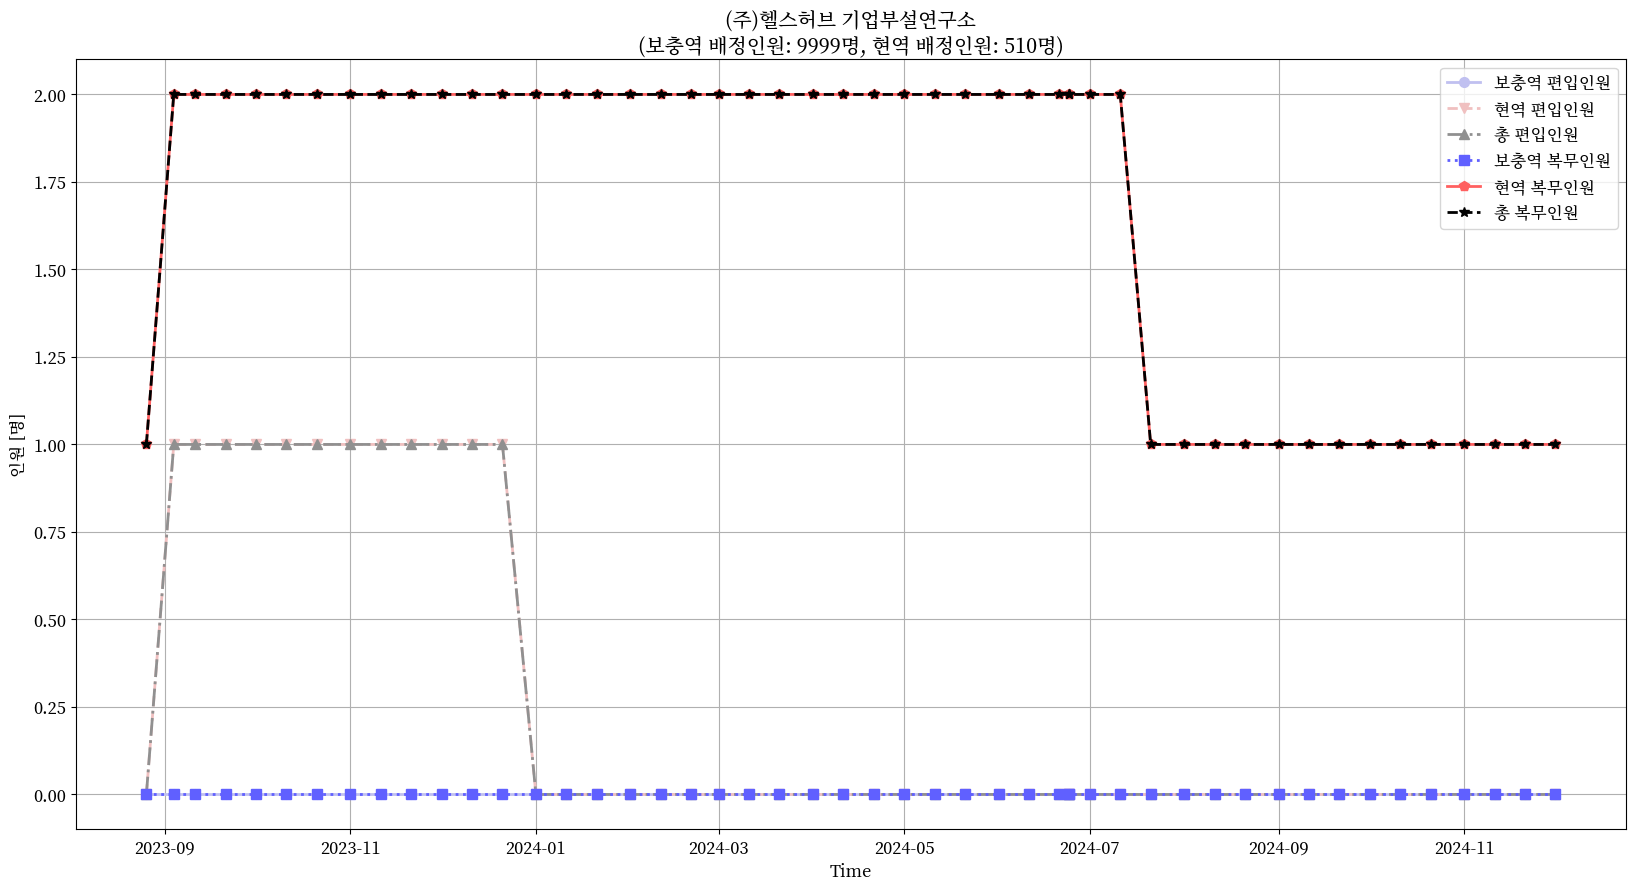 (주)헬스허브 기업부설연구소
(보충역 배정인원: 9999명, 현역 배정인원: 510명)
보충역 편입인원
현역 편입인원
총 편입인원
보충역 복무인원
현역 복무인원
총 복무인원
2.00
1.75
1.50
1.25
1.00
0.75
0.50
0.25
0.00
인원 [명]
2023-09 2023-11 2024-01 2024-03 2024-05 2024-07 2024-09 2024-11
Time